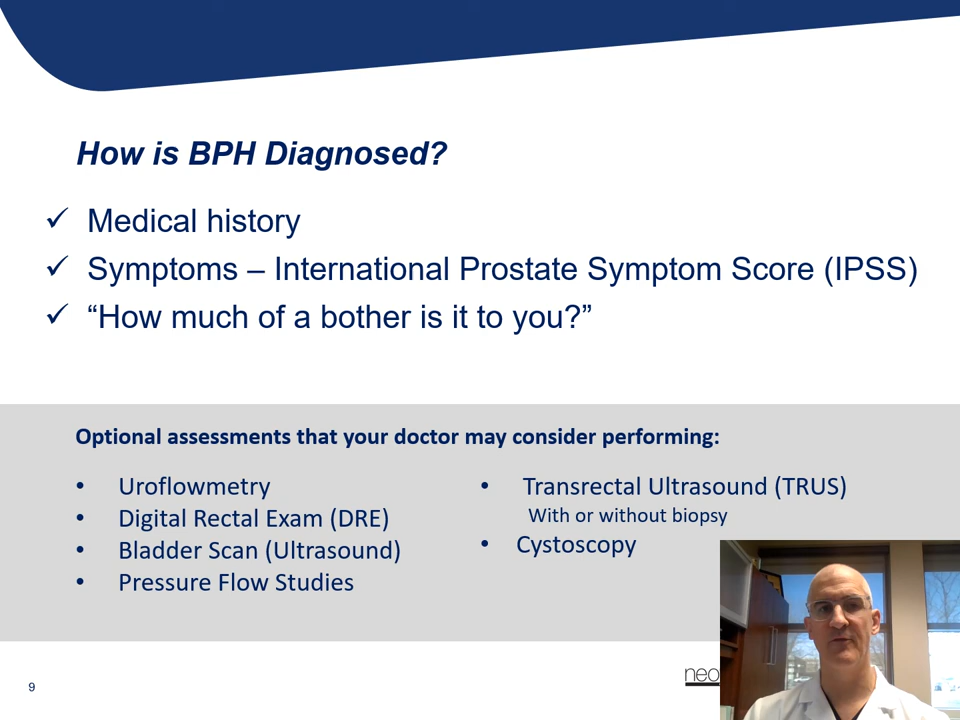 How is BPH Diagnosed?
✓ Medical history
✓ Symptoms – International Prostate Symptom Score (IPSS)
✓ “How much of a bother is it to you?”
Optional assessments that your doctor may consider performing:
• Uroflowmetry
• Digital Rectal Exam (DRE)
• Bladder Scan (Ultrasound)
• Pressure Flow Studies
• Transrectal Ultrasound (TRUS)
With or without biopsy
• Cystoscopy
9
neo